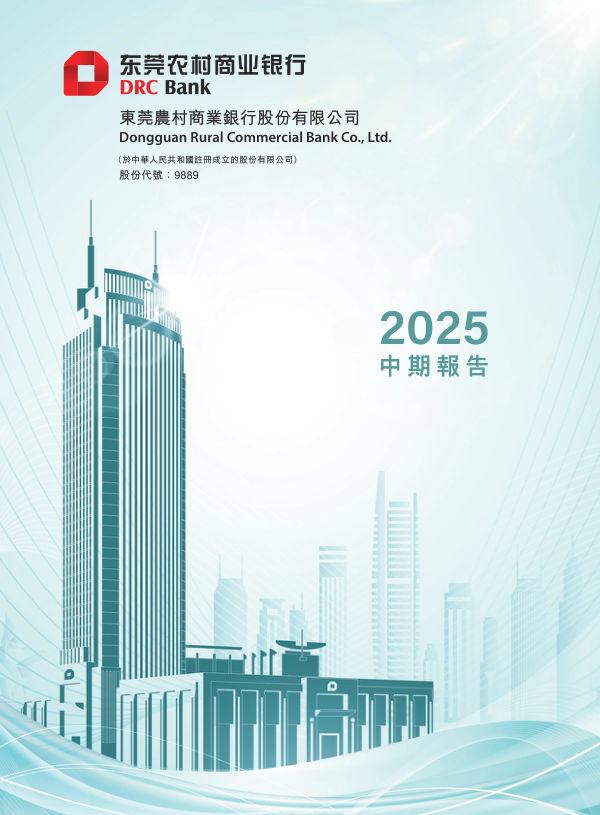 东莞农村商业银行
DRC Bank
東莞農村商業銀行股份有限公司
Dongguan Rural Commercial Bank Co., Ltd.
（於中華人民共和國註冊成立的股份有限公司）
股份代號：9889
2025
中期報告